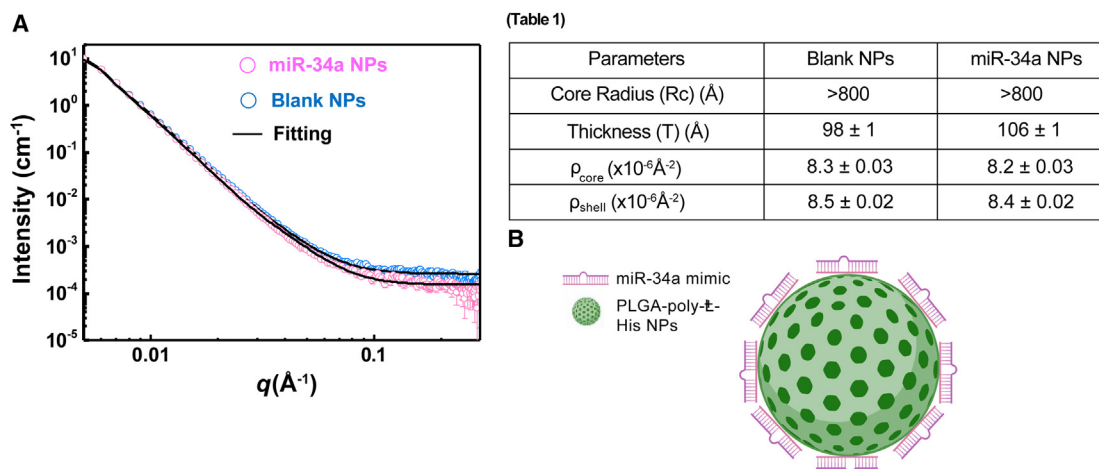 A
10¹
10⁰
10⁻¹
10⁻²
10⁻³
10⁻⁴
10⁻⁵
Intensity (cm⁻¹)
0.01
0.1
q(Å⁻¹)
miR-34a NPs
Blank NPs
Fitting
(Table 1)
Parameters Blank NPs miR-34a NPs
Core Radius (Rc) (Å) >800 >800
Thickness (T) (Å) 98 ± 1 106 ± 1
ρcore (x10⁻⁶Å⁻²) 8.3 ± 0.03 8.2 ± 0.03
ρshell (x10⁻⁶Å⁻²) 8.5 ± 0.02 8.4 ± 0.02
B
miR-34a mimic
PLGA-poly-Ł-
His NPs